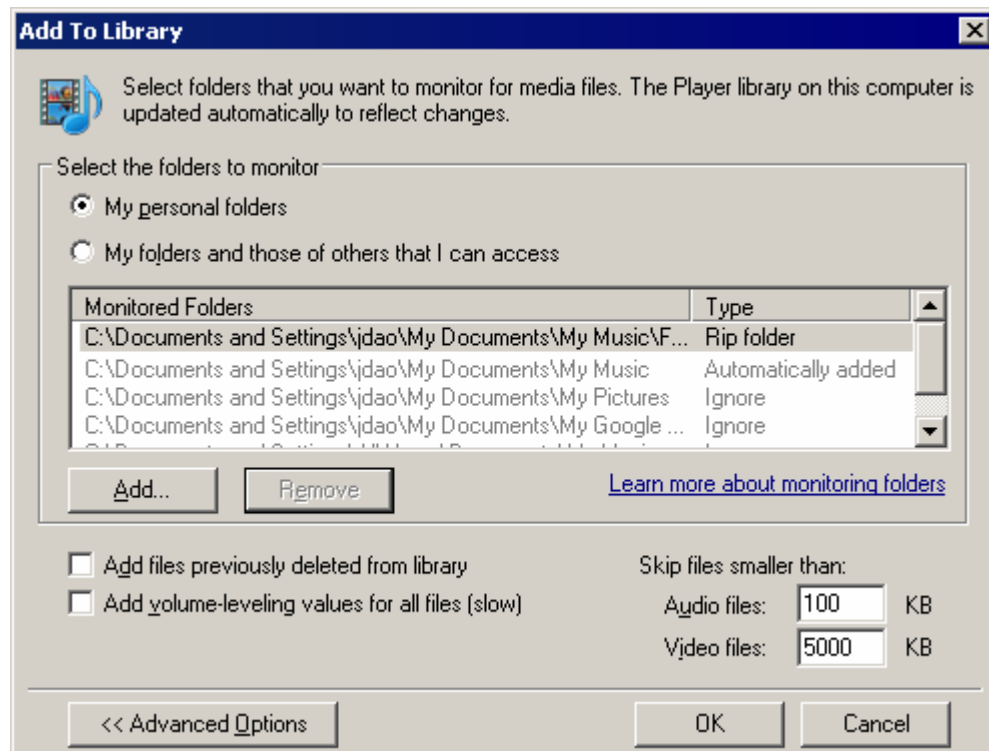 Add To Library
Select folders that you want to monitor for media files. The Player library on this computer is
updated automatically to reflect changes.
Select the folders to monitor
My personal folders
My folders and those of others that I can access
Monitored Folders Type
C:\Documents and Settings\jdao\My Documents\My Music\F... Rip folder
C:\Documents and Settings\jdao\My Documents\My Music Automatically added
C:\Documents and Settings\jdao\My Documents\My Pictures Ignore
C:\Documents and Settings\jdao\My Documents\My Google ... Ignore
Add... Remove Learn more about monitoring folders
Add files previously deleted from library Skip files smaller than:
Add volume-leveling values for all files (slow) Audio files: 100 KB
Video files: 5000 KB
<< Advanced Options OK Cancel